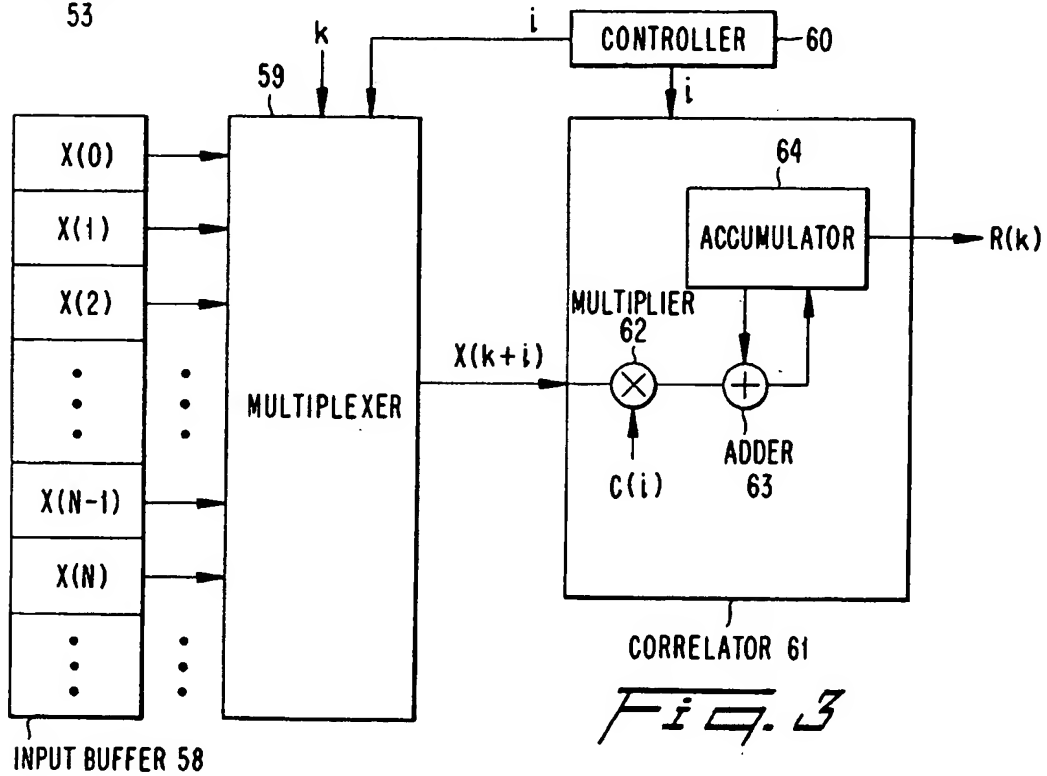 53
k
i
CONTROLLER
60
59
i
X(0)
X(1)
X(2)
X(N-1)
X(N)
MULTIPLEXER
X(k+i)
64
ACCUMULATOR
R(k)
MULTIPLIER
62
C(i)
ADDER
63
CORRELATOR 61
Fig. 3
INPUT BUFFER 58